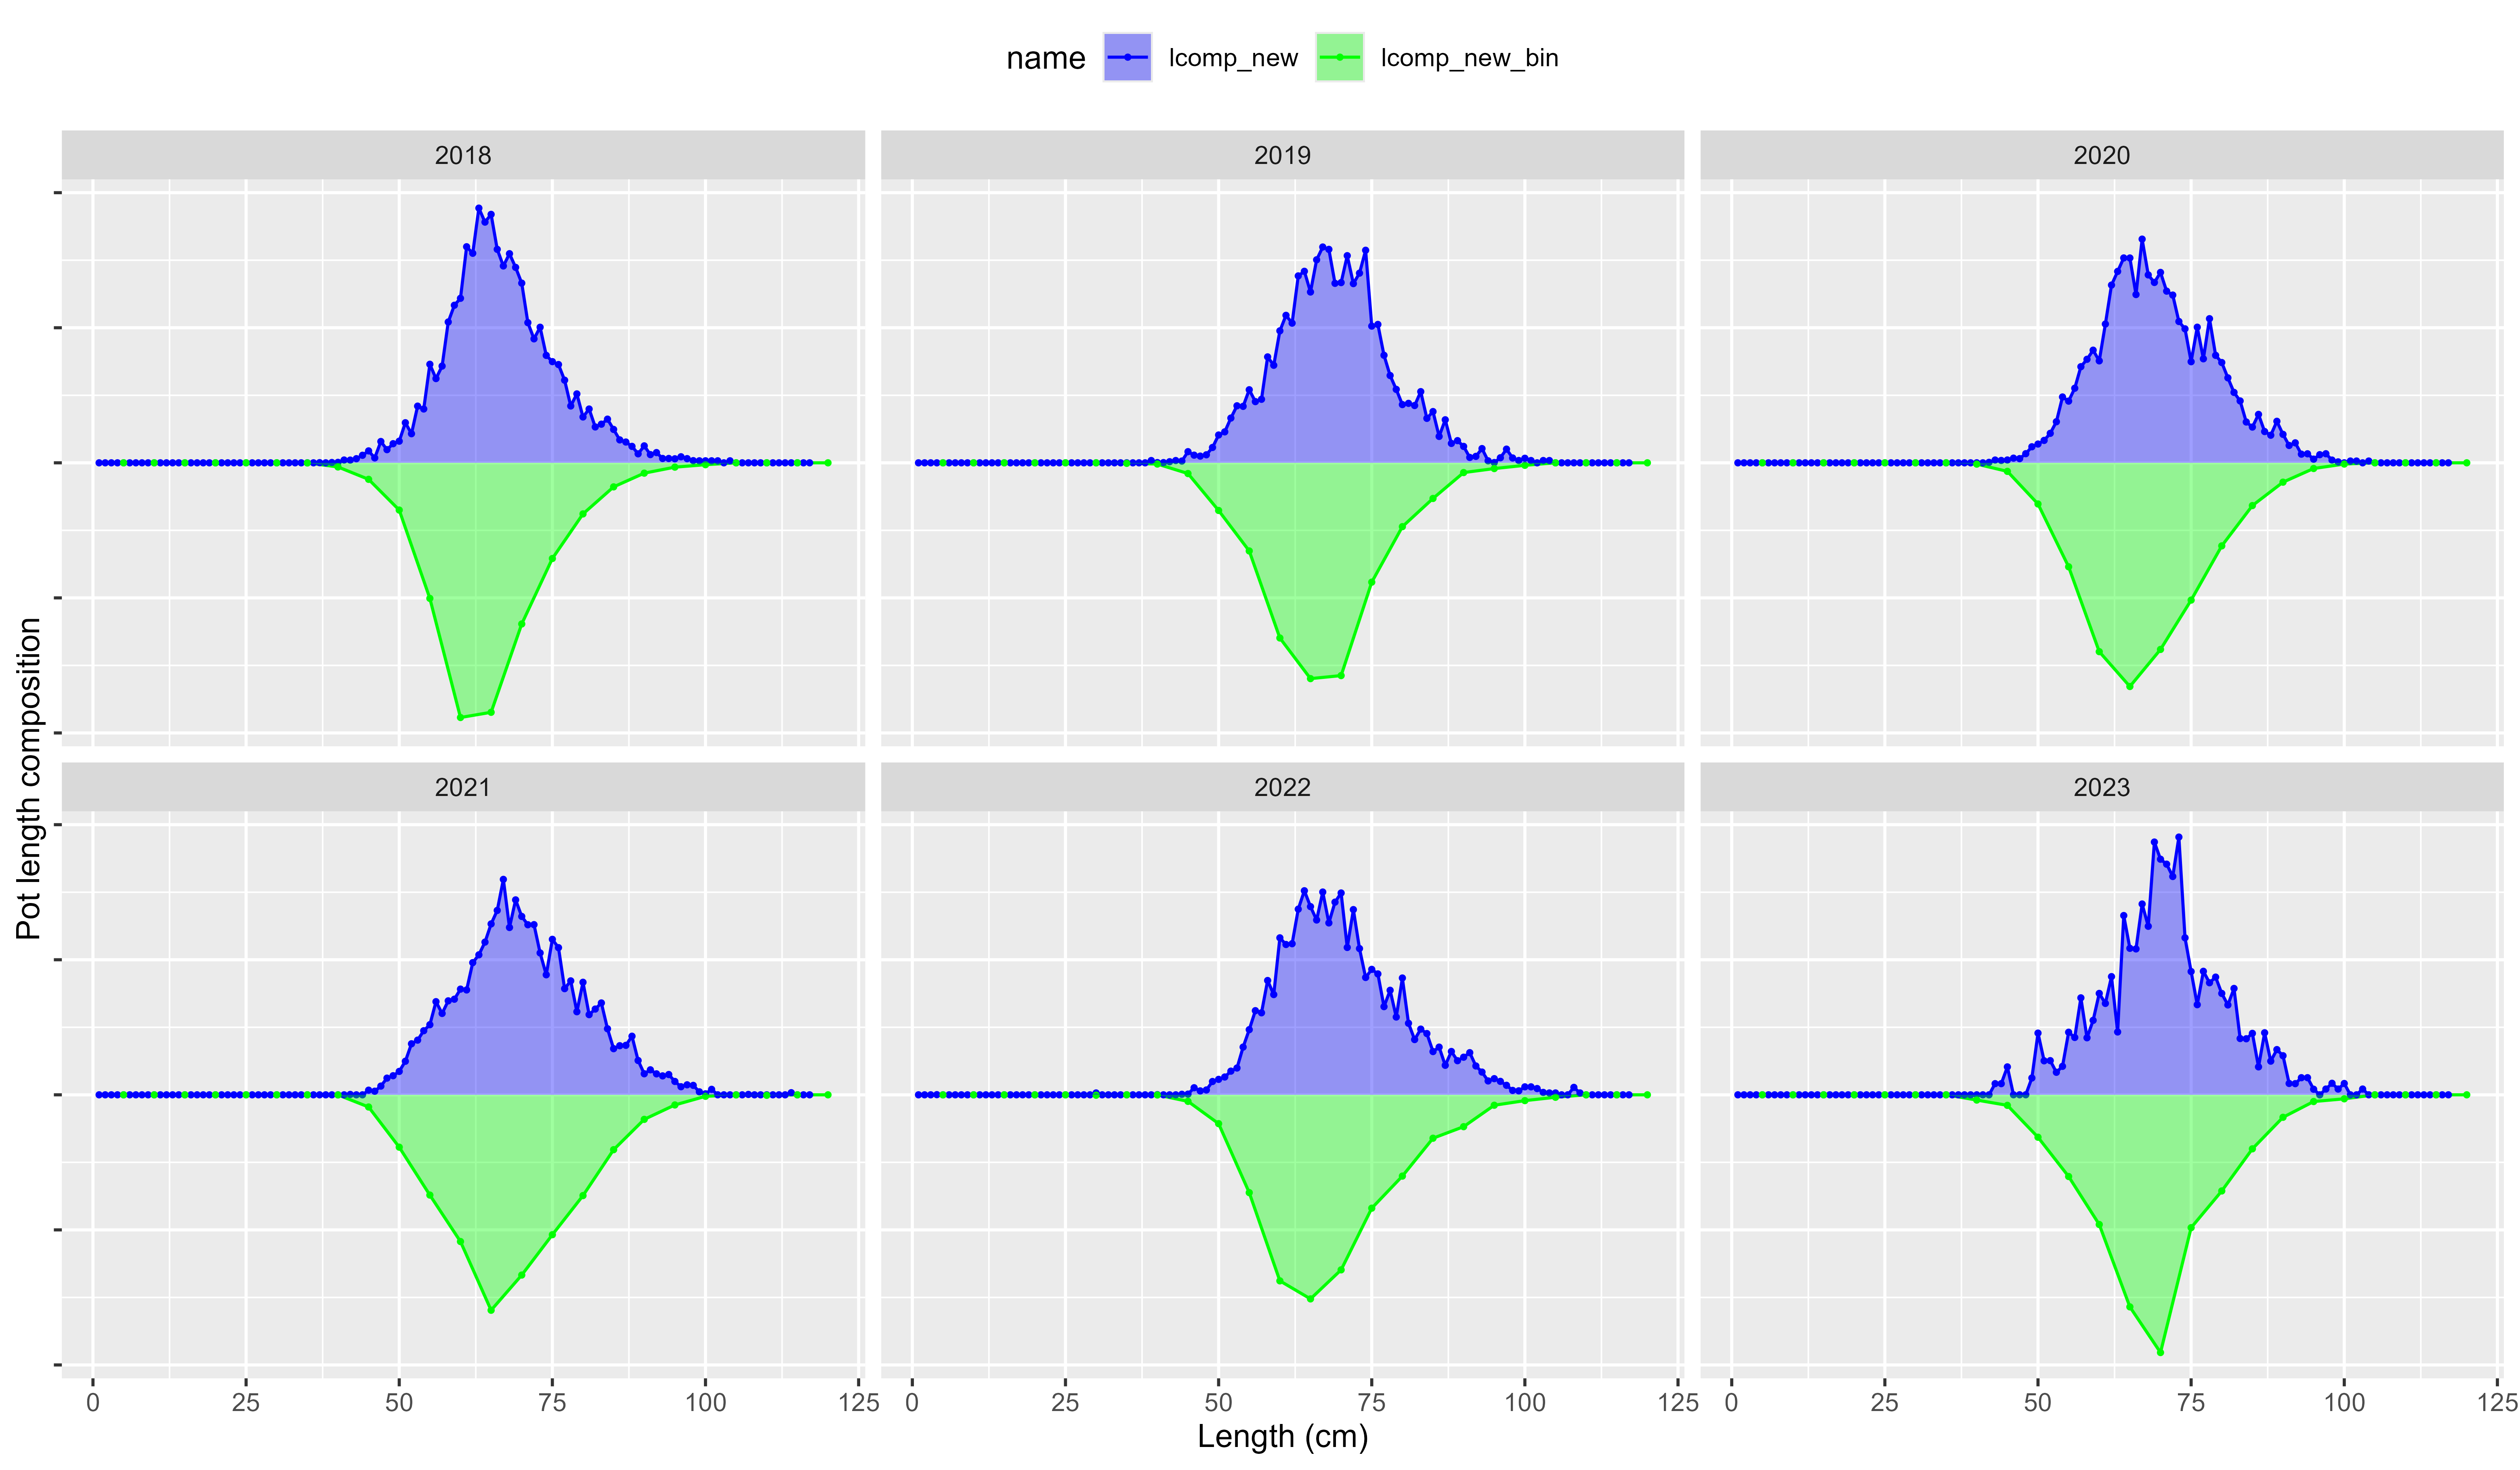 name lcomp_new lcomp_new_bin
2018 2019 2020
Pot length composition
2021 2022 2023
0 25 50 75 100 125 0 25 50 75 100 125 0 25 50 75 100 125
Length (cm)